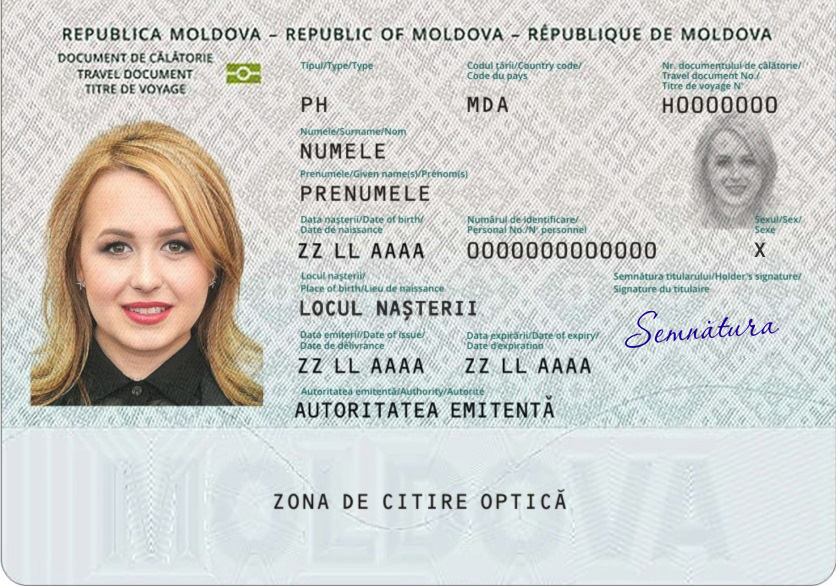 REPUBLICA MOLDOVA – REPUBLIC OF MOLDOVA – RÉPUBLIQUE DE MOLDOVA
DOCUMENT DE CĂLĂTORIE
TRAVEL DOCUMENT
TITRE DE VOYAGE
Tipul/Type/Type
Codul țării/Country code/
Code du pays
Nr. documentului de călătorie/
Travel document No./
Titre de voyage N°
PH
MDA
H0000000
Numele/Surname/Nom
NUMELE
Prenumele/Given name(s)/Prénom(s)
PRENUMELE
Data nașterii/Date of birth/
Date de naissance
Numărul de identificare/
Personal No./N° personnel
Sexul/Sex/
Sexe
ZZ LL AAAA
0000000000000
X
Locul nașterii/
Place of birth/Lieu de naissance
Semnătura titularului/Holder's signature/
Signature du titulaire
LOCUL NAȘTERII
Semnătura
Data emiterii/Date of issue/
Date de délivrance
Data expirării/Date of expiry/
Date d'expiration
ZZ LL AAAA
ZZ LL AAAA
Autoritatea emitentă/Authority/Autorité
AUTORITATEA EMITENTĂ
MOLDOVA
ZONA DE CITIRE OPTICĂ